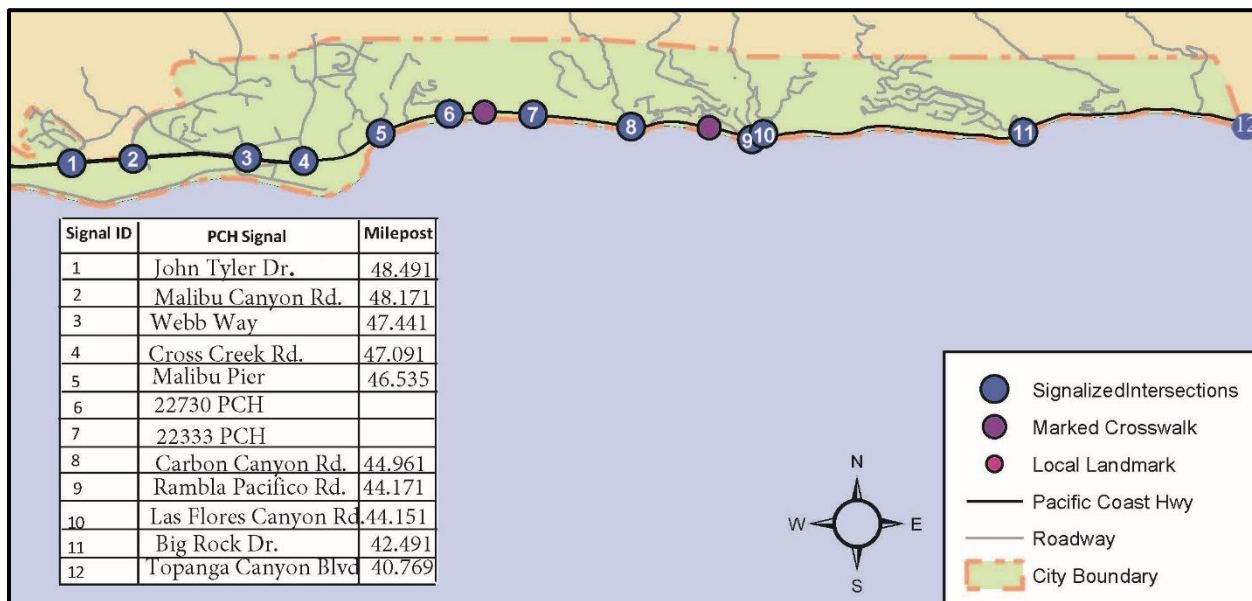 1
2
3
4
5
6
7
8
9
10
11
12
Signal ID PCH Signal Milepost
1 John Tyler Dr. 48.491
2 Malibu Canyon Rd. 48.171
3 Webb Way 47.441
4 Cross Creek Rd. 47.091
5 Malibu Pier 46.535
6 22730 PCH
7 22333 PCH
8 Carbon Canyon Rd. 44.961
9 Rambla Pacifico Rd. 44.171
10 Las Flores Canyon Rd. 44.151
11 Big Rock Dr. 42.491
12 Topanga Canyon Blvd 40.769
N
W E
S
SignalizedIntersections
Marked Crosswalk
Local Landmark
Pacific Coast Hwy
Roadway
City Boundary